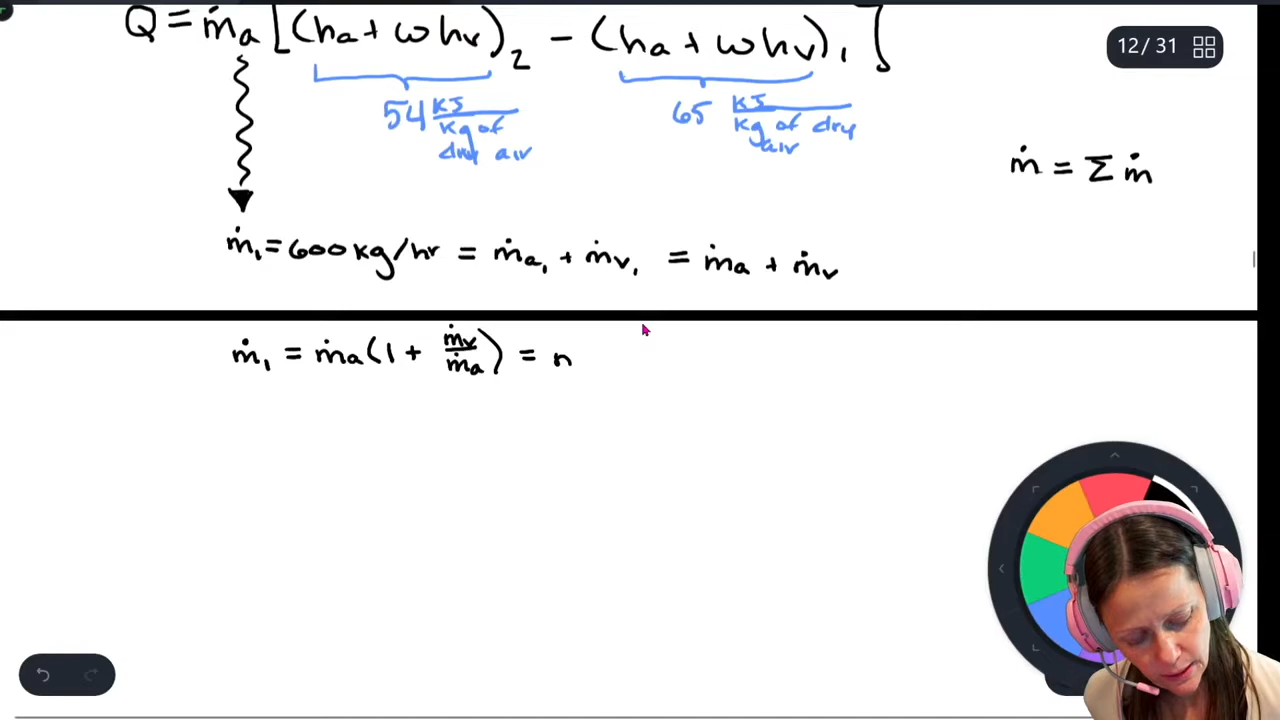 Q = ṁa [(ha + ωhv)₂ − (ha + ωhv)₁]
12 / 31
54 kJ/kg of dry air
65 kJ/kg of dry air
ṁ = Σ ṁ
ṁ₁ = 600 kg/hr = ṁa₁ + ṁv₁ = ṁa + ṁv
ṁ₁ = ṁa(1 + ṁv/ṁa) = n